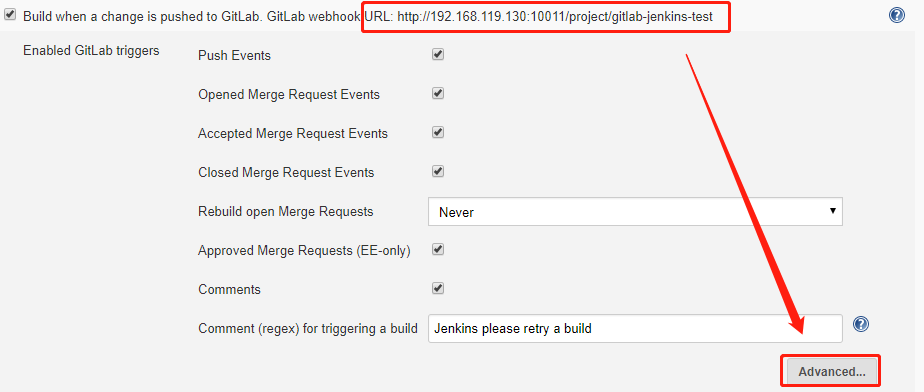 Build when a change is pushed to GitLab. GitLab webhook URL: http://192.168.119.130:10011/project/gitlab-jenkins-test
Enabled GitLab triggers
Push Events
Opened Merge Request Events
Accepted Merge Request Events
Closed Merge Request Events
Rebuild open Merge Requests Never
Approved Merge Requests (EE-only)
Comments
Comment (regex) for triggering a build Jenkins please retry a build
Advanced...